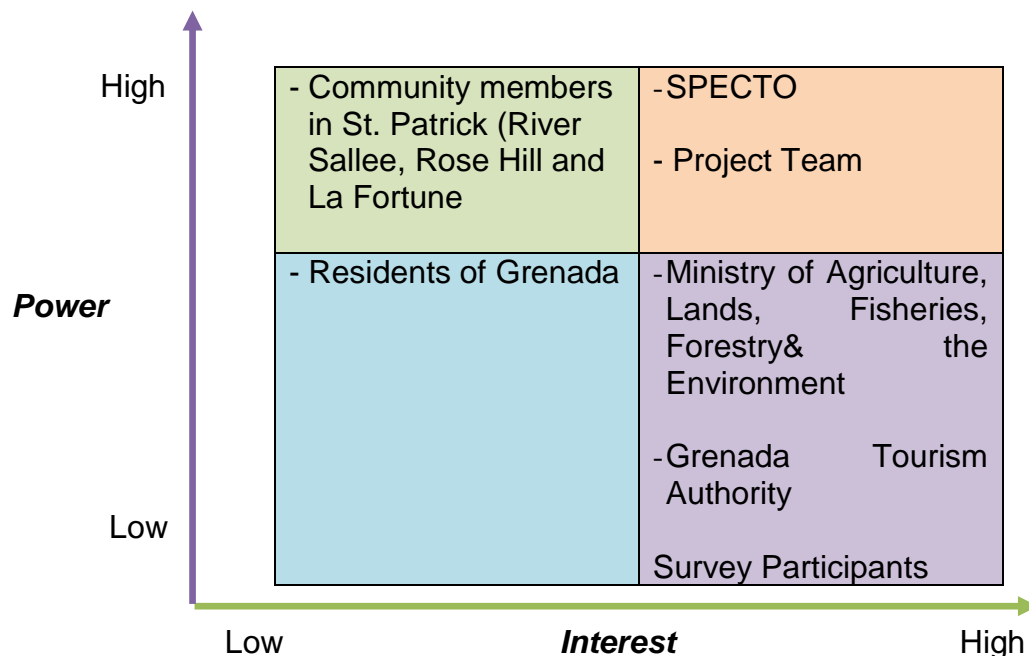 High
- Community members
in St. Patrick (River
Sallee, Rose Hill and
La Fortune
-SPECTO
- Project Team
Power
- Residents of Grenada
-Ministry of Agriculture,
Lands, Fisheries,
Forestry& the
Environment
-Grenada Tourism
Authority
Survey Participants
Low
Low
Interest
High